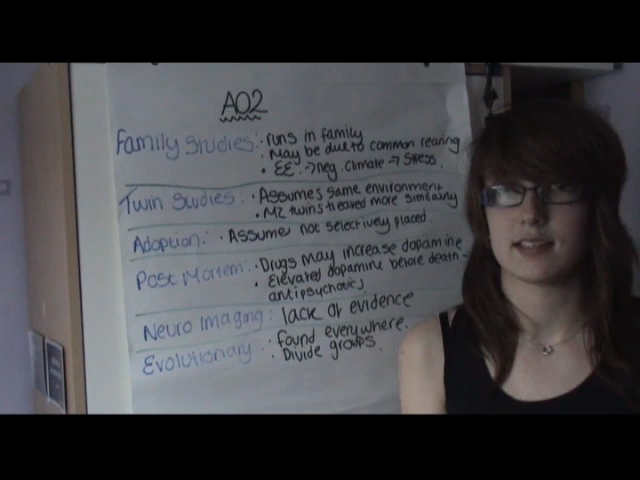 AO2
Family Studies: · runs in family
· May be due to common rearing
· EE. → neg. climate → Stress.
Twin Studies: · Assumes same environment
· MZ twins treaved more similarly
Adoption: · Assume not selectively placed.
Post Mortem: · Drugs may increase dopamine
· Elevated dopamine before death -
antipsychotics
Neuro Imaging: lack of evidence
Evolutionary · found everywhere.
· Divide groups.